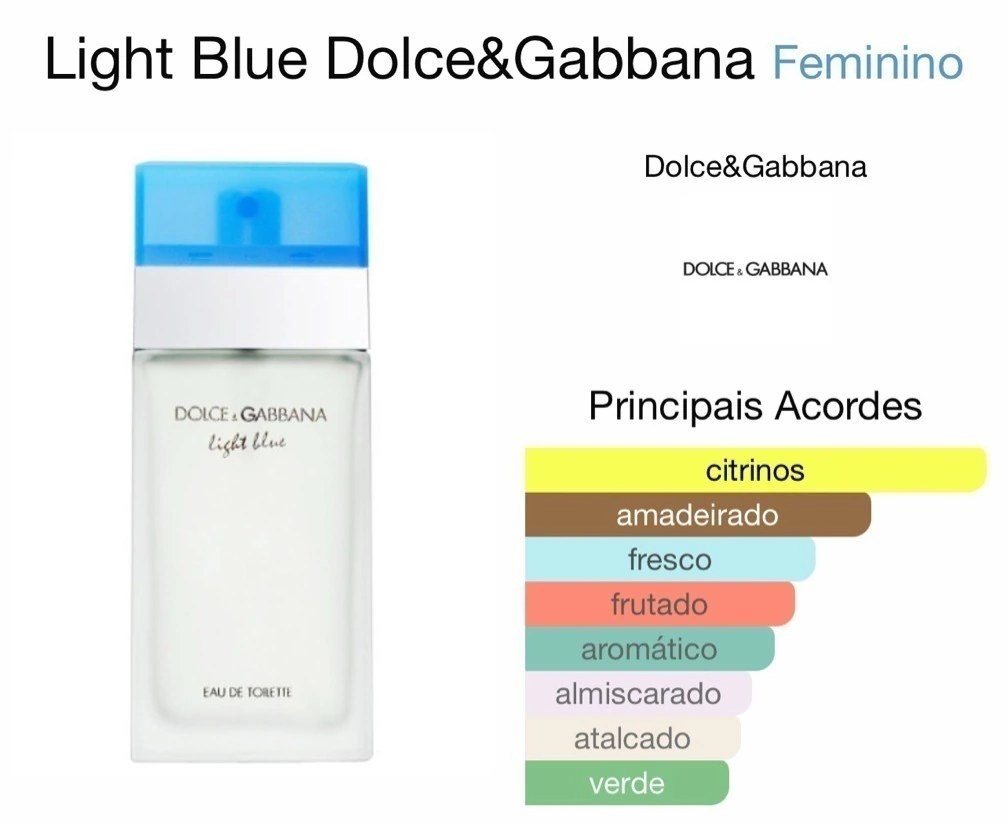 Light Blue Dolce&Gabbana Feminino
Dolce&Gabbana
DOLCE & GABBANA
DOLCE & GABBANA
light blue
EAU DE TOILETTE
Principais Acordes
citrinos
amadeirado
fresco
frutado
aromático
almiscarado
atalcado
verde